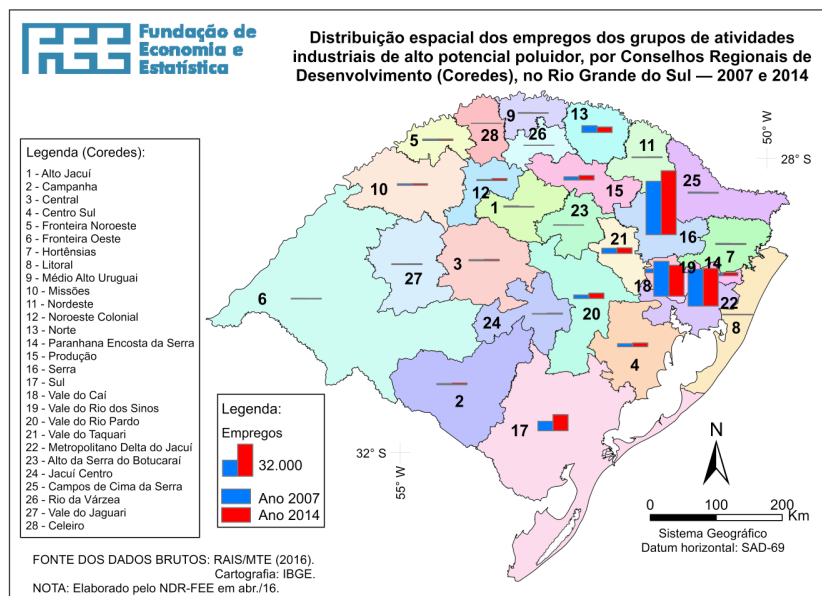 FEE
Fundação de
Economia e
Estatística
Distribuição espacial dos empregos dos grupos de atividades
industriais de alto potencial poluidor, por Conselhos Regionais de
Desenvolvimento (Coredes), no Rio Grande do Sul — 2007 e 2014
Legenda (Coredes):
1 - Alto Jacuí
2 - Campanha
3 - Central
4 - Centro Sul
5 - Fronteira Noroeste
6 - Fronteira Oeste
7 - Hortênsias
8 - Litoral
9 - Médio Alto Uruguai
10 - Missões
11 - Nordeste
12 - Noroeste Colonial
13 - Norte
14 - Paranhana Encosta da Serra
15 - Produção
16 - Serra
17 - Sul
18 - Vale do Caí
19 - Vale do Rio dos Sinos
20 - Vale do Rio Pardo
21 - Vale do Taquari
22 - Metropolitano Delta do Jacuí
23 - Alto da Serra do Botucaraí
24 - Jacuí Centro
25 - Campos de Cima da Serra
26 - Rio da Várzea
27 - Vale do Jaguari
28 - Celeiro
50° W
28° S
9
13
28
26
5
11
25
10
12
15
1
23
16
21
7
3
27
14
19
18
6
22
20
8
24
4
2
17
32° S
55° W
Legenda:
Empregos
32.000
Ano 2007
Ano 2014
N
0 100 200
Km
Sistema Geográfico
Datum horizontal: SAD-69
FONTE DOS DADOS BRUTOS: RAIS/MTE (2016).
Cartografia: IBGE.
NOTA: Elaborado pelo NDR-FEE em abr./16.